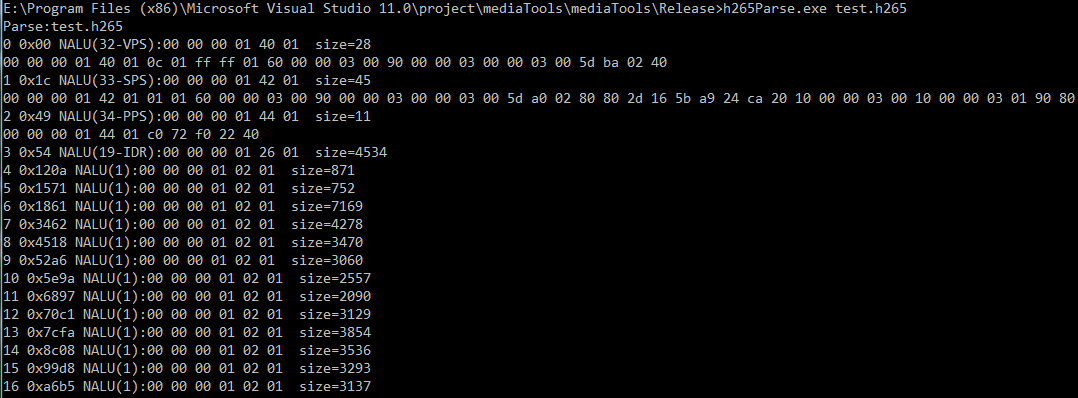 E:\Program Files (x86)\Microsoft Visual Studio 11.0\project\mediaTools\mediaTools\Release>h265Parse.exe test.h265
Parse:test.h265
0 0x00 NALU(32-VPS):00 00 00 01 40 01  size=28
00 00 00 01 40 01 0c 01 ff ff 01 60 00 00 03 00 90 00 00 03 00 00 03 00 5d ba 02 40
1 0x1c NALU(33-SPS):00 00 00 01 42 01  size=45
00 00 00 01 42 01 01 01 60 00 00 03 00 90 00 00 03 00 00 03 00 5d a0 02 80 80 2d 16 5b a9 24 ca 20 10 00 00 03 00 10 00 00 03 01 90 80
2 0x49 NALU(34-PPS):00 00 00 01 44 01  size=11
00 00 00 01 44 01 c0 72 f0 22 40
3 0x54 NALU(19-IDR):00 00 00 01 26 01  size=4534
4 0x120a NALU(1):00 00 00 01 02 01  size=871
5 0x1571 NALU(1):00 00 00 01 02 01  size=752
6 0x1861 NALU(1):00 00 00 01 02 01  size=7169
7 0x3462 NALU(1):00 00 00 01 02 01  size=4278
8 0x4518 NALU(1):00 00 00 01 02 01  size=3470
9 0x52a6 NALU(1):00 00 00 01 02 01  size=3060
10 0x5e9a NALU(1):00 00 00 01 02 01  size=2557
11 0x6897 NALU(1):00 00 00 01 02 01  size=2090
12 0x70c1 NALU(1):00 00 00 01 02 01  size=3129
13 0x7cfa NALU(1):00 00 00 01 02 01  size=3854
14 0x8c08 NALU(1):00 00 00 01 02 01  size=3536
15 0x99d8 NALU(1):00 00 00 01 02 01  size=3293
16 0xa6b5 NALU(1):00 00 00 01 02 01  size=3137